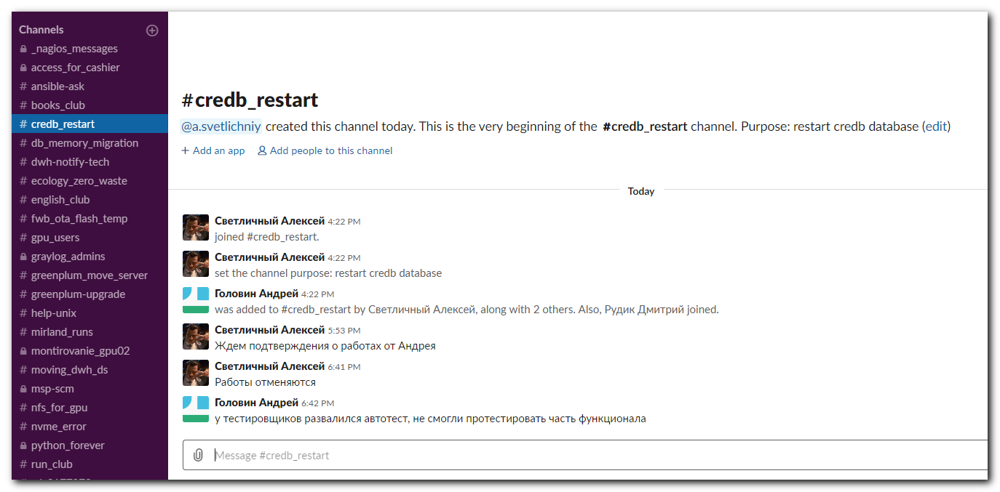 Channels
_nagios_messages
access_for_cashier
# ansible-ask
# books_club
# credb_restart
# db_memory_migration
# dwh-notify-tech
# ecology_zero_waste
# english_club
# fwb_ota_flash_temp
# gpu_users
graylog_admins
# greenplum_move_server
# greenplum-upgrade
# help-unix
# mirland_runs
montirovanie_gpu02
# moving_dwh_ds
msp-scm
# nfs_for_gpu
# nvme_error
python_forever
# run_club
#credb_restart
@a.svetlichniy created this channel today. This is the very beginning of the #credb_restart channel. Purpose: restart credb database (edit)
+ Add an app Add people to this channel
Today
Светличный Алексей 4:22 PM
joined #credb_restart.
Светличный Алексей 4:22 PM
set the channel purpose: restart credb database
Головин Андрей 4:22 PM
was added to #credb_restart by Светличный Алексей, along with 2 others. Also, Рудик Дмитрий joined.
Светличный Алексей 5:53 PM
Ждем подтверждения о работах от Андрея
Светличный Алексей 6:41 PM
Работы отменяются
Головин Андрей 6:42 PM
у тестировщиков развалился автотест, не смогли протестировать часть функционала
Message #credb_restart